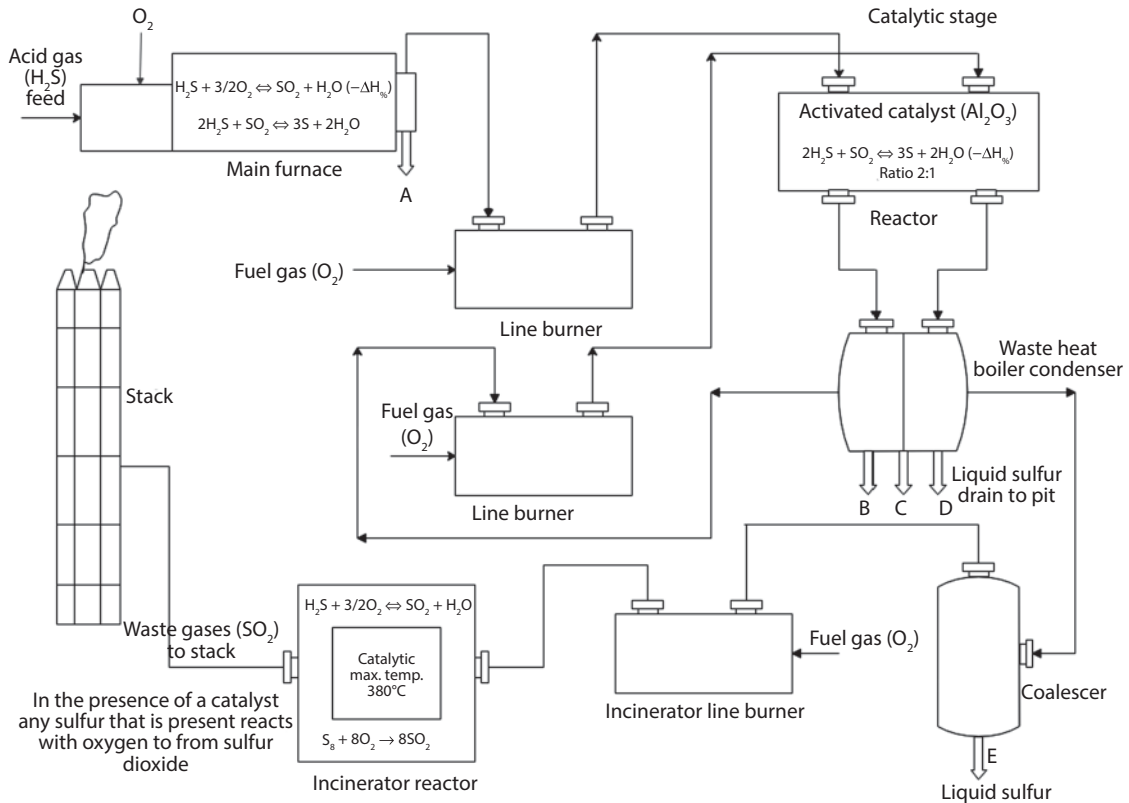 O₂
Catalytic stage
Acid gas
(H₂S)
feed
H₂S + 3/2O₂ ⇔ SO₂ + H₂O (−ΔH%)
2H₂S + SO₂ ⇔ 3S + 2H₂O
Main furnace
A
Activated catalyst (Al₂O₃)
2H₂S + SO₂ ⇔ 3S + 2H₂O (−ΔH%)
Ratio 2:1
Reactor
Fuel gas (O₂)
Line burner
Waste heat
boiler condenser
Stack
Fuel gas
(O₂)
Line burner
B
C
D
Liquid sulfur
drain to pit
H₂S + 3/2O₂ ⇔ SO₂ + H₂O
Catalytic
max. temp.
380°C
S₈ + 8O₂ → 8SO₂
Incinerator reactor
Waste gases (SO₂)
to stack
In the presence of a catalyst
any sulfur that is present reacts
with oxygen to from sulfur
dioxide
Fuel gas (O₂)
Incinerator line burner
Coalescer
E
Liquid sulfur